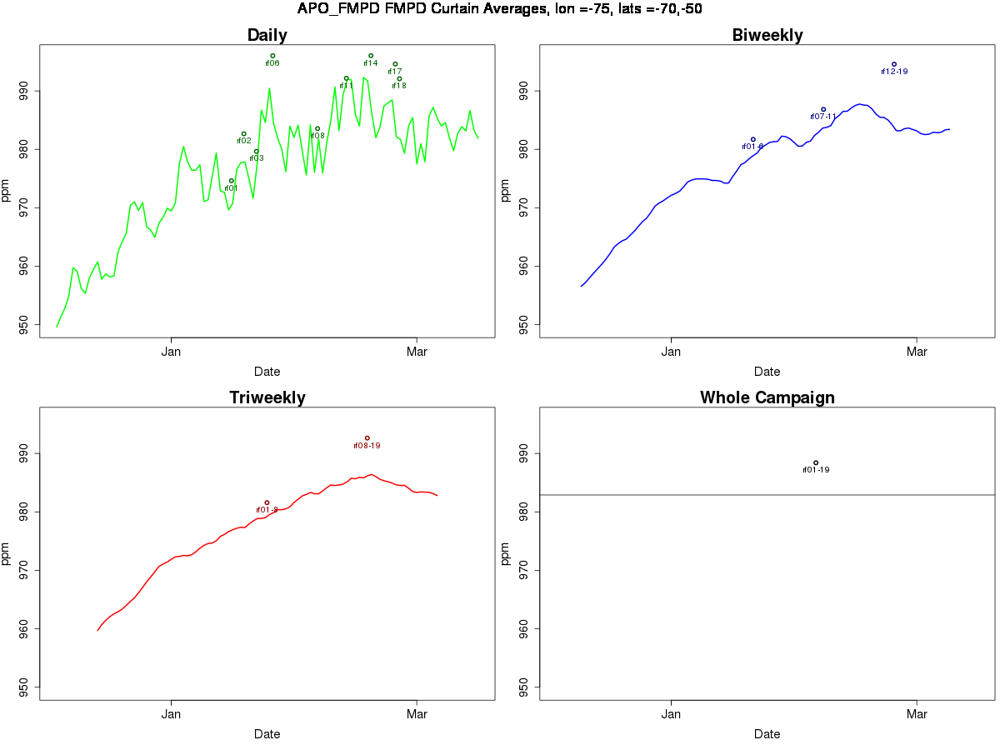 APO_FMPD FMPD Curtain Averages, lon =-75, lats =-70,-50
Daily
990
980
970
960
950
ppm
rf06
rf14
rf17
rf11
rf18
rf02
rf08
rf03
rf01
Jan
Mar
Date
Biweekly
990
980
970
960
950
ppm
rf12-19
rf07-11
rf01-6
Jan
Mar
Date
Triweekly
990
980
970
960
950
ppm
rf08-19
rf01-8
Jan
Mar
Date
Whole Campaign
990
980
970
960
950
ppm
rf01-19
Jan
Mar
Date